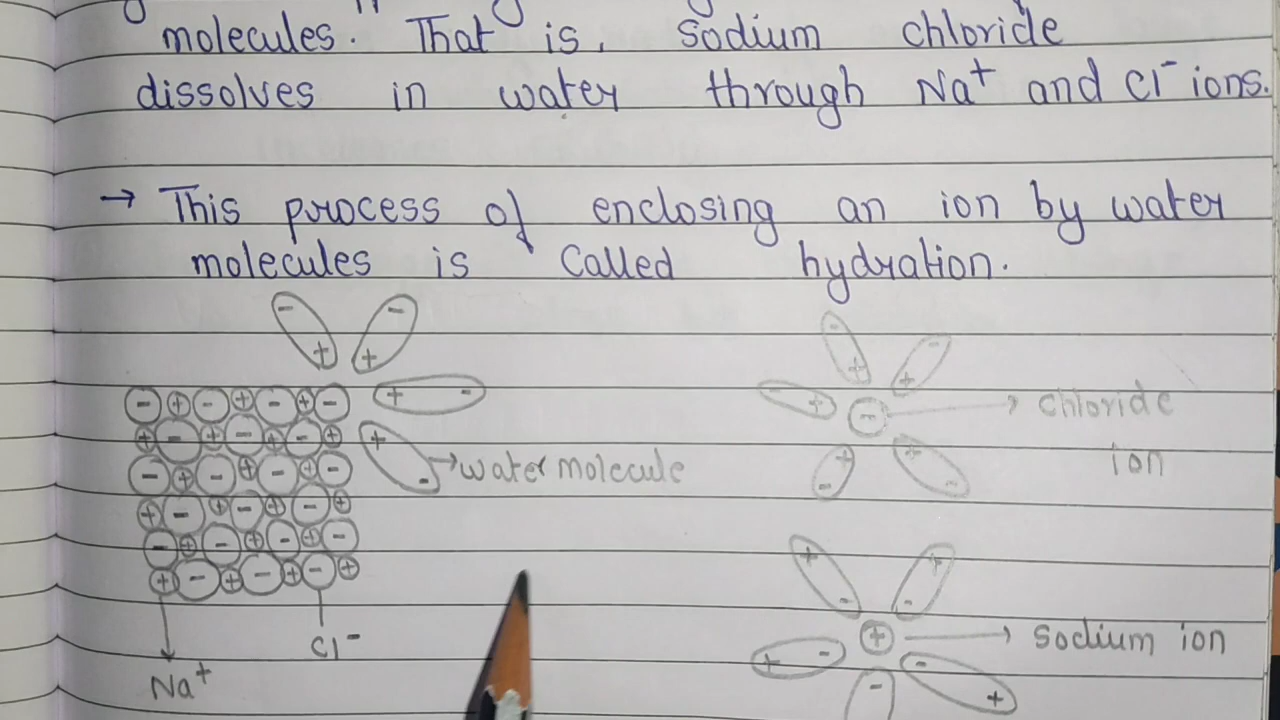 molecules. That is, Sodium chloride
dissolves in water through Na⁺ and Cl⁻ ions.
→ This process of enclosing an ion by water
molecules is called hydration.
→ water molecule
→ chloride
ion
→ Sodium ion
Cl⁻
Na⁺